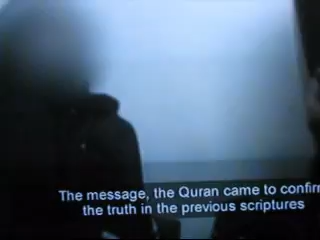 The message, the Quran came to confirm
the truth in the previous scriptures